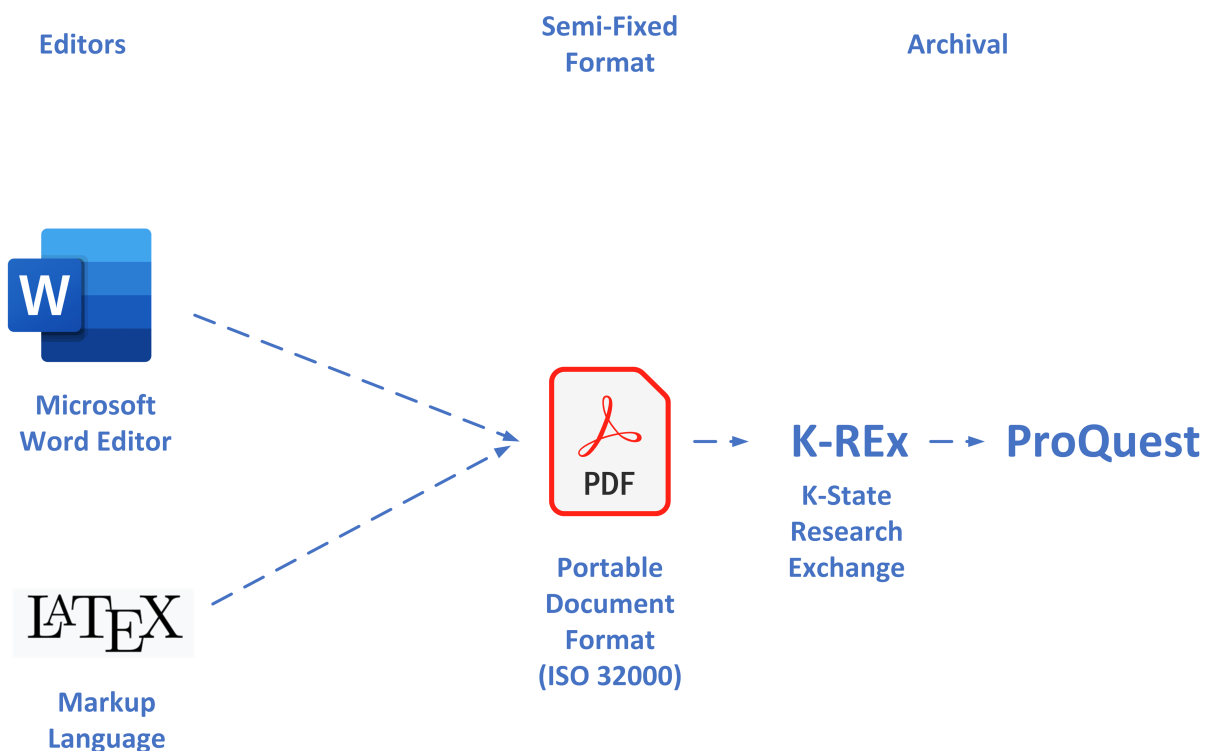 Editors
Semi-Fixed
Format
Archival
W
Microsoft
Word Editor
LATEX
Markup
Language
PDF
Portable
Document
Format
(ISO 32000)
K-REx
K-State
Research
Exchange
ProQuest